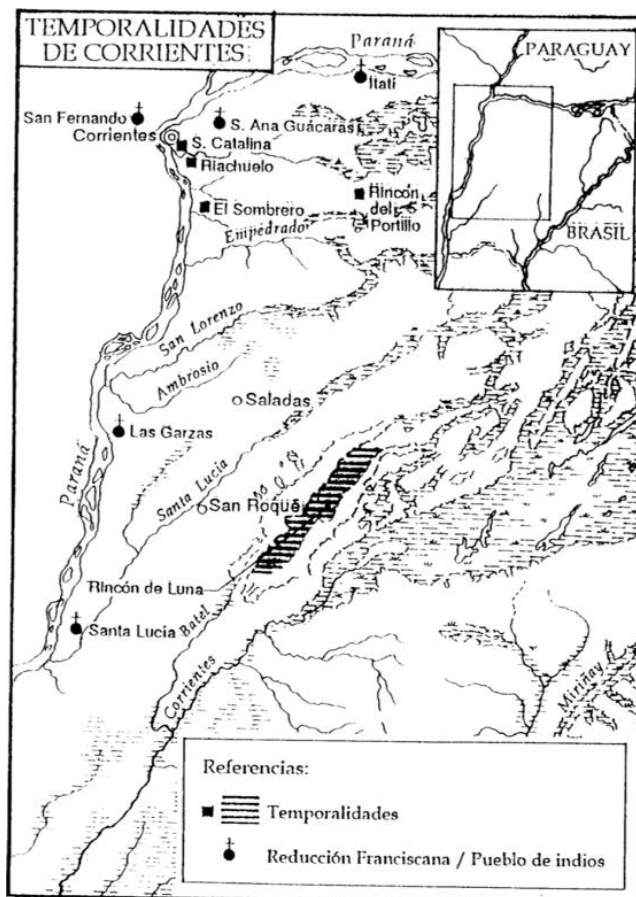 TEMPORALIDADES
DE CORRIENTES
Paraná
PARAGUAY
Itatí
San Fernando
Corrientes
S. Ana Guácaras
S. Catalina
Riachuelo
El Sombrero
Rincón
del
Portillo
Empedrado
BRASIL
San Lorenzo
Ambrosio
Saladas
Las Garzas
Paraná
Santa Lucía
San Roque
Rincón de Luna
Santa Lucía
Batel
Corrientes
Miriñay
Referencias:
Temporalidades
Reducción Franciscana / Pueblo de indios